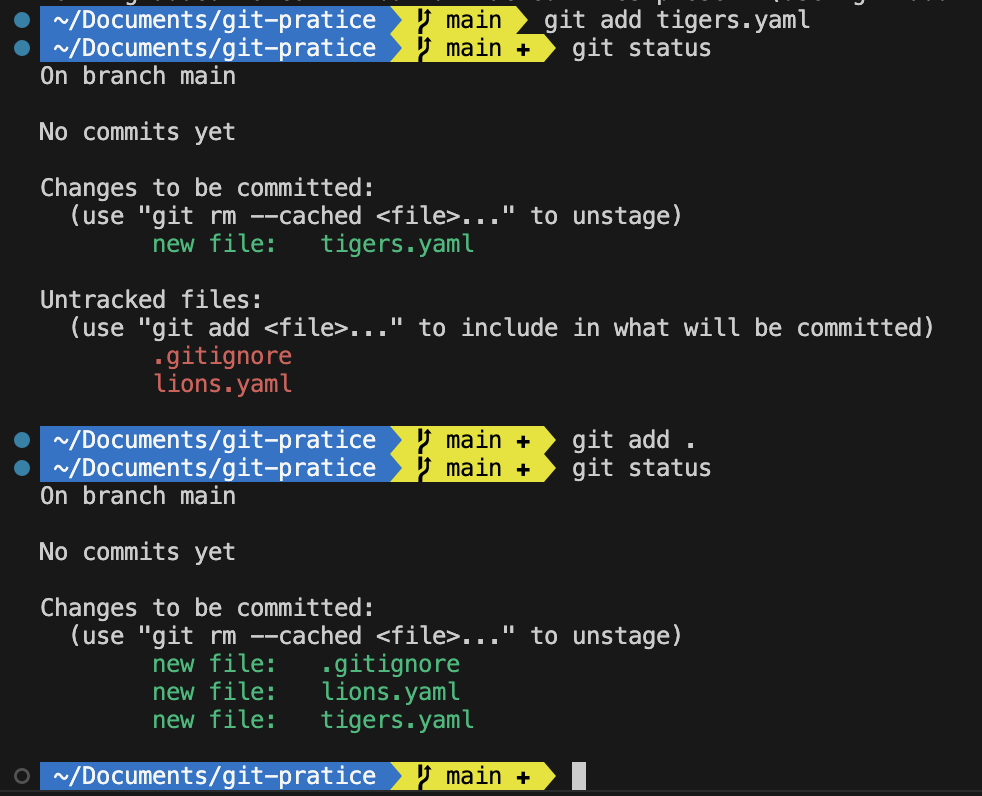 ~/Documents/git-pratice main git add tigers.yaml
~/Documents/git-pratice main + git status
On branch main
No commits yet
Changes to be committed:
(use "git rm --cached <file>..." to unstage)
new file: tigers.yaml
Untracked files:
(use "git add <file>..." to include in what will be committed)
.gitignore
lions.yaml
~/Documents/git-pratice main + git add .
~/Documents/git-pratice main + git status
On branch main
No commits yet
Changes to be committed:
(use "git rm --cached <file>..." to unstage)
new file: .gitignore
new file: lions.yaml
new file: tigers.yaml
~/Documents/git-pratice main +